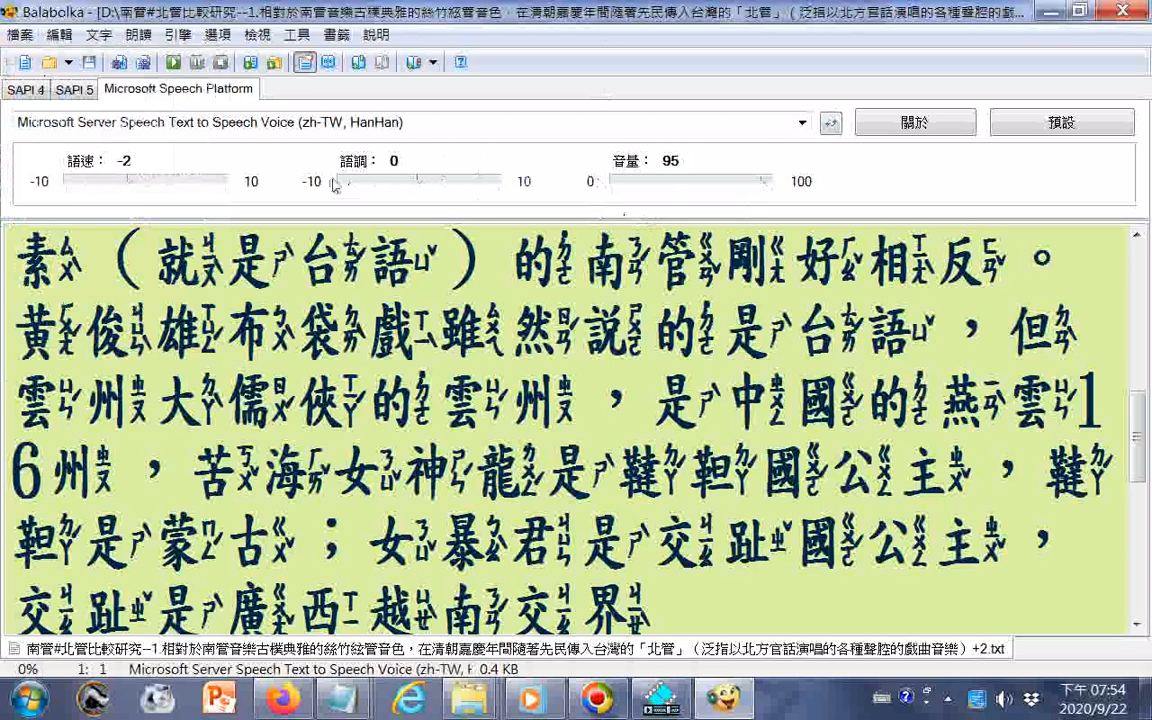 Balabolka - [D:\南管#北管比較研究--1.相對於南管音樂古樸典雅的絲竹絃管音色，在清朝嘉慶年間隨著先民傳入台灣的「北管」（泛指以北方官話演唱的各種聲腔的戲...
檔案 編輯 文字 朗讀 引擎 選項 檢視 工具 書籤 說明
SAPI 4 SAPI 5 Microsoft Speech Platform
Microsoft Server Speech Text to Speech Voice (zh-TW, HanHan) 關於 預設
語速： -2 語調： 0 音量： 95
-10 10 -10 10 0 100
素（就是台語）的南管剛好相反。
黃俊雄布袋戲雖然說的是台語，但
雲州大儒俠的雲州，是中國的燕雲1
6州，苦海女神龍是韃靼國公主，韃
靼是蒙古；女暴君是交趾國公主，
交趾是廣西一越南交界
南管#北管比較研究--1.相對於南管音樂古樸典雅的絲竹絃管音色，在清朝嘉慶年間隨著先民傳入台灣的「北管」（泛指以北方官話演唱的各種聲腔的戲曲音樂）+2.txt
0% 1: 1 Microsoft Server Speech Text to Speech Voice (zh-TW, H 0.4 KB
下午 07:54
2020/9/22